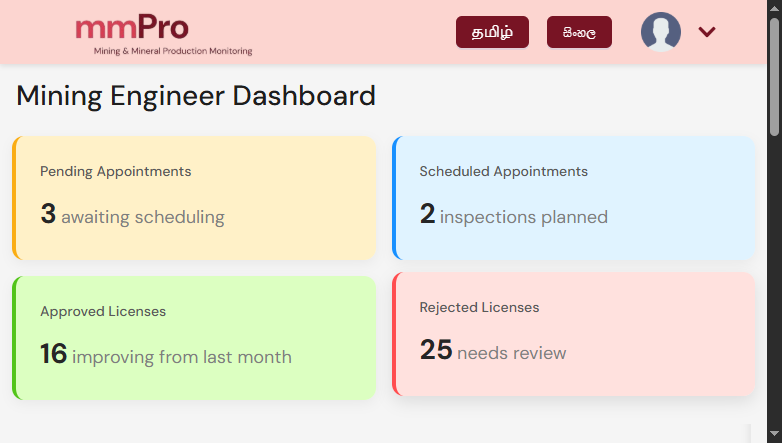 mmPro
Mining & Mineral Production Monitoring
தமிழ்
සිංහල
Mining Engineer Dashboard
Pending Appointments
3 awaiting scheduling
Scheduled Appointments
2 inspections planned
Approved Licenses
16 improving from last month
Rejected Licenses
25 needs review